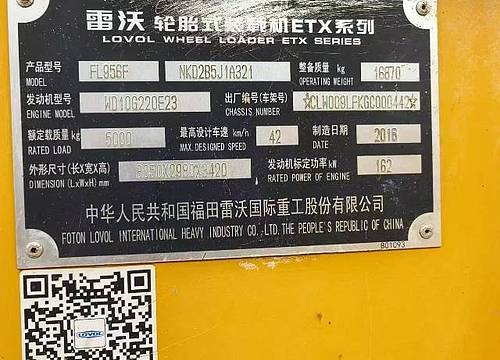 雷沃 轮胎式装载机ETX系列
LOVOL WHEEL LOADER ETX SERIES
产品型号 FL956F NKD2B5J1A321 整备质量 kg 16870
MODEL OPERATING WEIGHT
发动机型号 WD10G220E23 出厂编号(车架号)
ENGINE MODEL CHASSIS NUMBER
额定载质量 kg 5000 最高设计车速 km/h 42 制造日期 2018
RATED LOAD MAX.DESIGNED SPEED DATE
外形尺寸(长X宽X高) 发动机标定功率 kW 162
DIMENSION (LxWxH) mm RATED POWER OF ENGINE
中华人民共和国福田雷沃国际重工股份有限公司
FOTON LOVOL INTERNATIONAL HEAVY INDUSTRY CO.,LTD.THE PEOPLE'S REPUBLIC OF CHINA
B01093
LOVOL